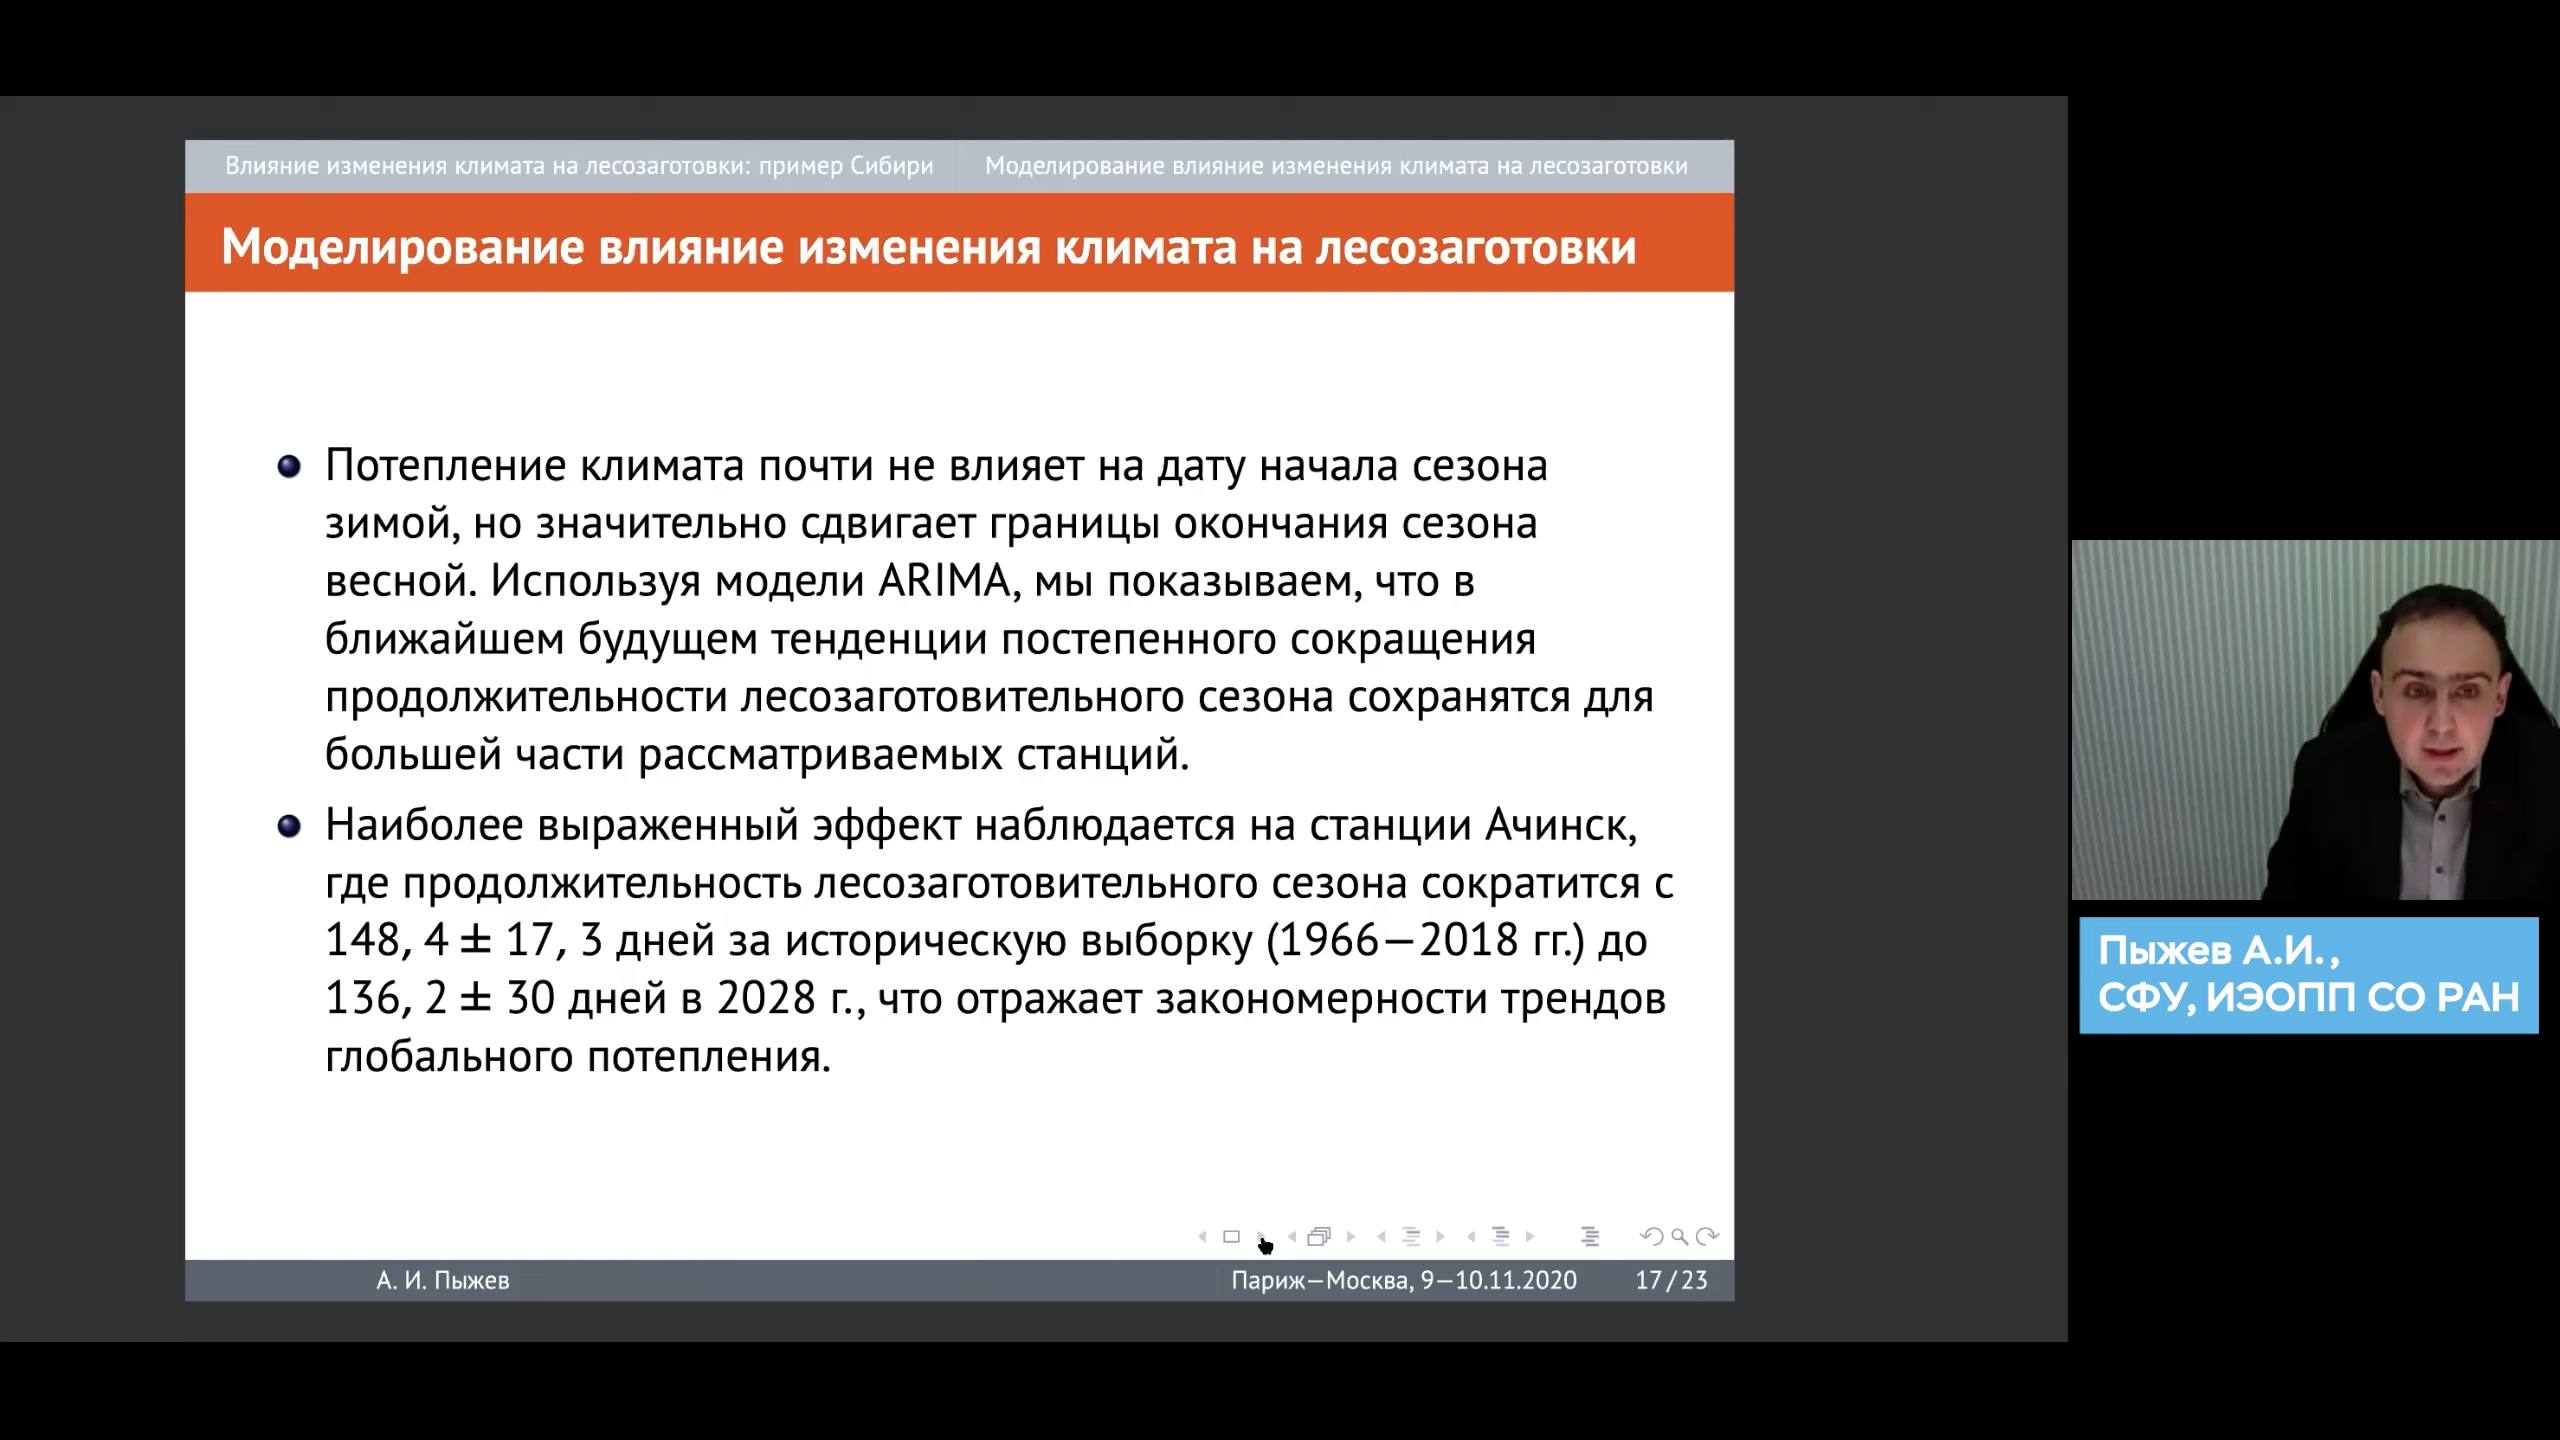 Влияние изменения климата на лесозаготовки: пример Сибири
Моделирование влияние изменения климата на лесозаготовки
Моделирование влияние изменения климата на лесозаготовки
Потепление климата почти не влияет на дату начала сезона
зимой, но значительно сдвигает границы окончания сезона
весной. Используя модели ARIMA, мы показываем, что в
ближайшем будущем тенденции постепенного сокращения
продолжительности лесозаготовительного сезона сохранятся для
большей части рассматриваемых станций.
Наиболее выраженный эффект наблюдается на станции Ачинск,
где продолжительность лесозаготовительного сезона сократится с
148, 4 ± 17, 3 дней за историческую выборку (1966—2018 гг.) до
136, 2 ± 30 дней в 2028 г., что отражает закономерности трендов
глобального потепления.
А. И. Пыжев
Париж—Москва, 9—10.11.2020
17 / 23
Пыжев А.И.,
СФУ, ИЭОПП СО РАН